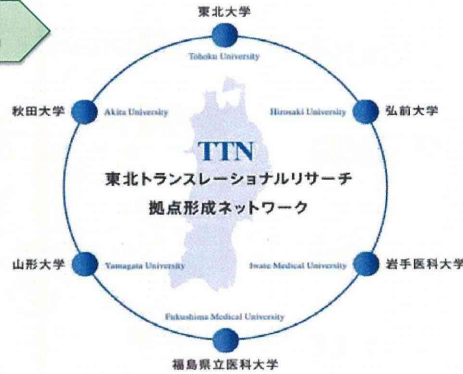 東北大学
Tohoku University
秋田大学
Akita University
Hirosaki University
弘前大学
TTN
東北トランスレーショナルリサーチ
拠点形成ネットワーク
山形大学
Yamagata University
Iwate Medical University
岩手医科大学
Fukushima Medical University
福島県立医科大学